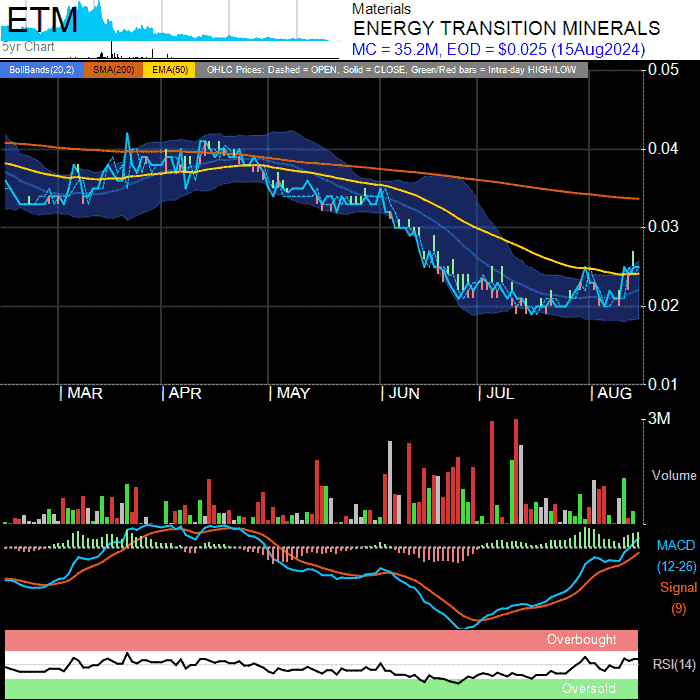 ETM
5yr Chart
Materials
ENERGY TRANSITION MINERALS
MC = 35.2M, EOD = $0.025 (15Aug2024)
BollBands(20,2) SMA(200) EMA(50) OHLC Prices: Dashed = OPEN, Solid = CLOSE, Green/Red bars = Intra-day HIGH/LOW
0.05
0.04
0.03
0.02
0.01
MAR APR MAY JUN JUL AUG
3M
Volume
MACD
(12-26)
Signal
(9)
Overbought
RSI(14)
Oversold